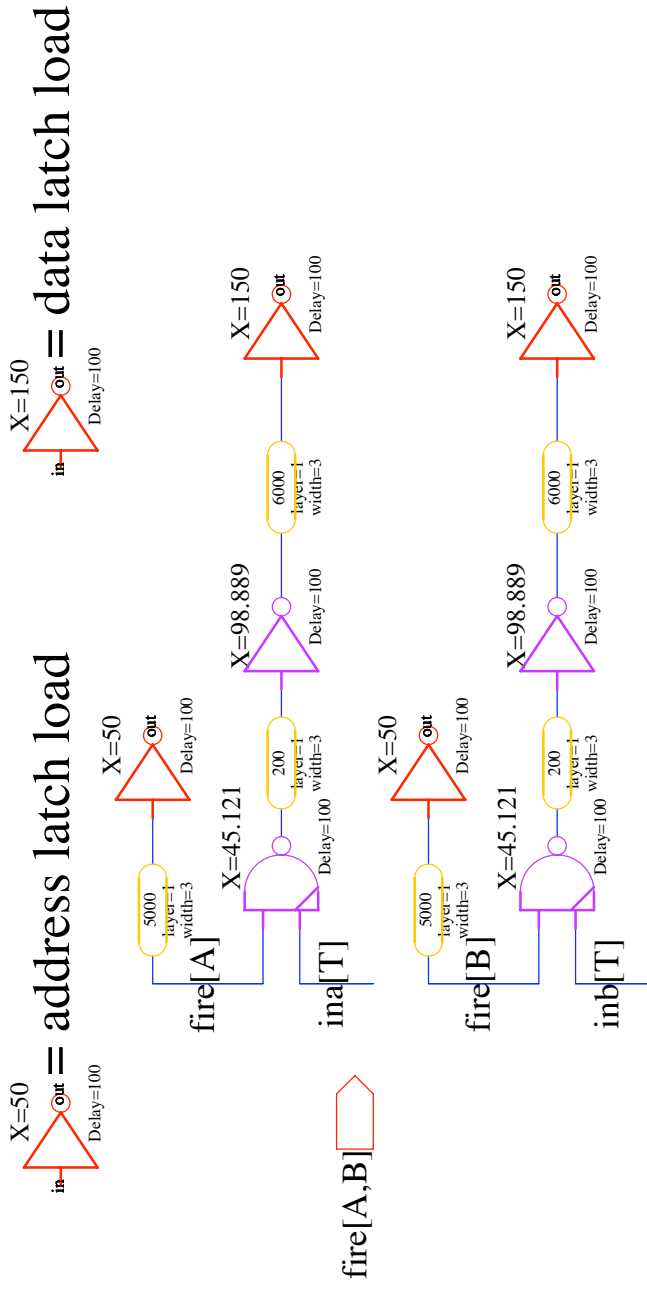 X=50
in
out
Delay=100
= address latch load
X=150
in
out
Delay=100
= data latch load
5000
layer=1
width=3
X=50
out
Delay=100
fire[A]
ina[T]
X=45.121
Delay=100
200
layer=1
width=3
X=98.889
Delay=100
6000
layer=1
width=3
X=150
out
Delay=100
fire[A,B]
5000
layer=1
width=3
X=50
out
Delay=100
fire[B]
inb[T]
X=45.121
Delay=100
200
layer=1
width=3
X=98.889
Delay=100
6000
layer=1
width=3
X=150
out
Delay=100